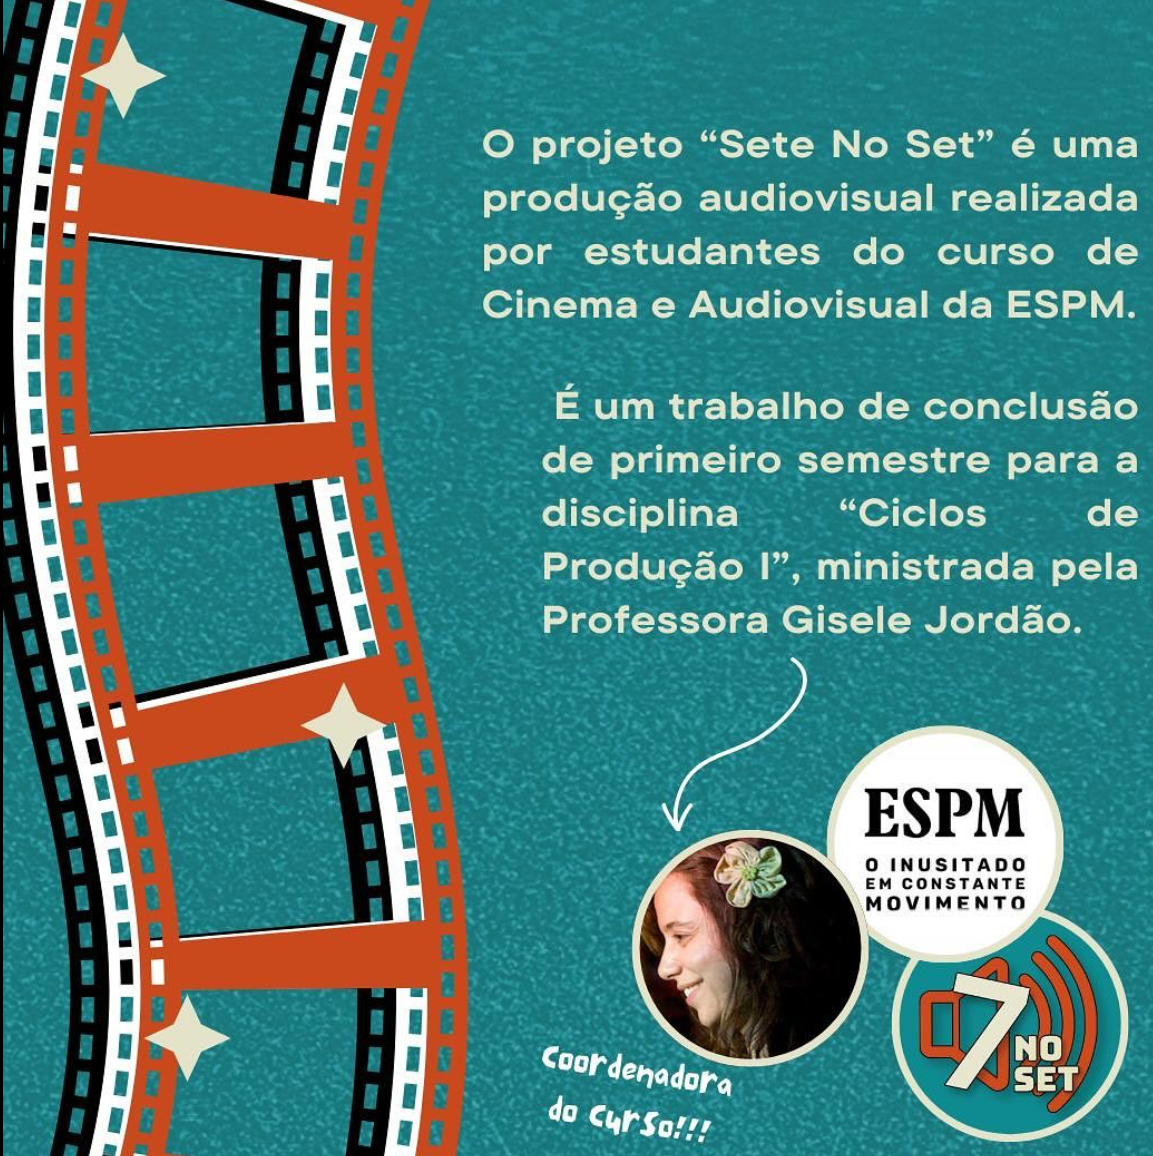 O projeto “Sete No Set” é uma
produção audiovisual realizada
por estudantes do curso de
Cinema e Audiovisual da ESPM.
É um trabalho de conclusão
de primeiro semestre para a
disciplina “Ciclos de
Produção I”, ministrada pela
Professora Gisele Jordão.
ESPM
O INUSITADO
EM CONSTANTE
MOVIMENTO
7
NO
SET
Coordenadora
do Curso!!!